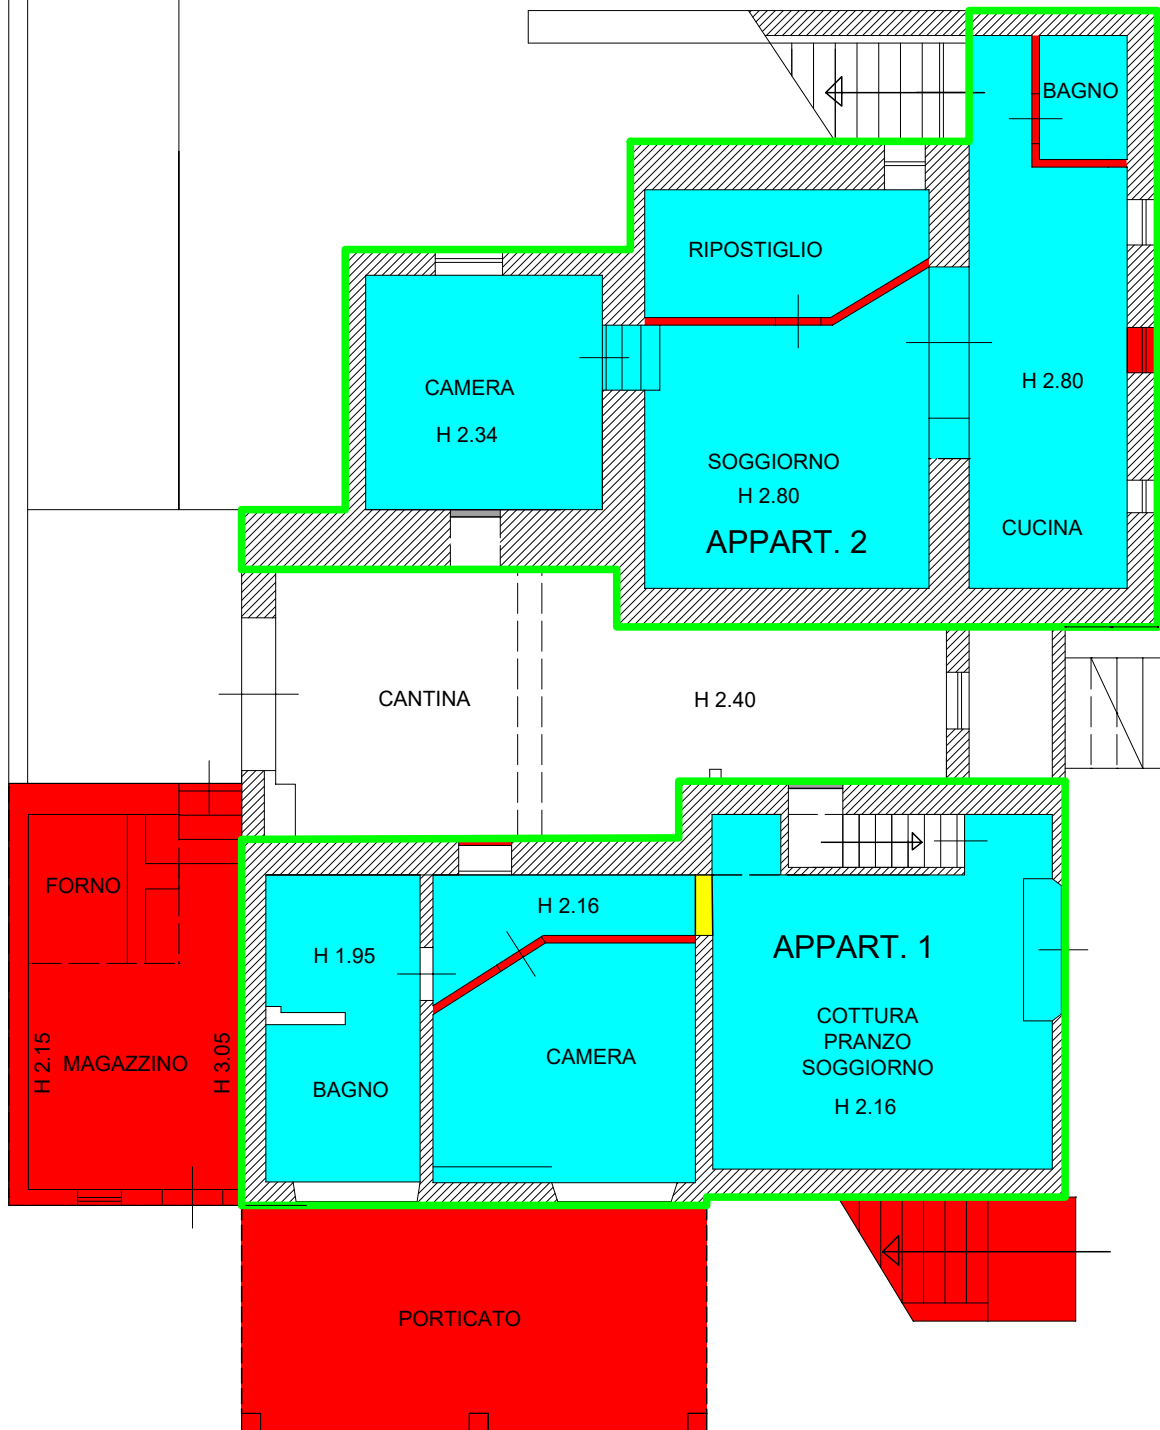 BAGNO
RIPOSTIGLIO
CAMERA
H 2.34
H 2.80
SOGGIORNO
H 2.80
APPART. 2
CUCINA
CANTINA
H 2.40
FORNO
H 2.16
H 1.95
APPART. 1
COTTURA
PRANZO
SOGGIORNO
H 2.16
H 2.15
MAGAZZINO
H 3.05
CAMERA
BAGNO
PORTICATO